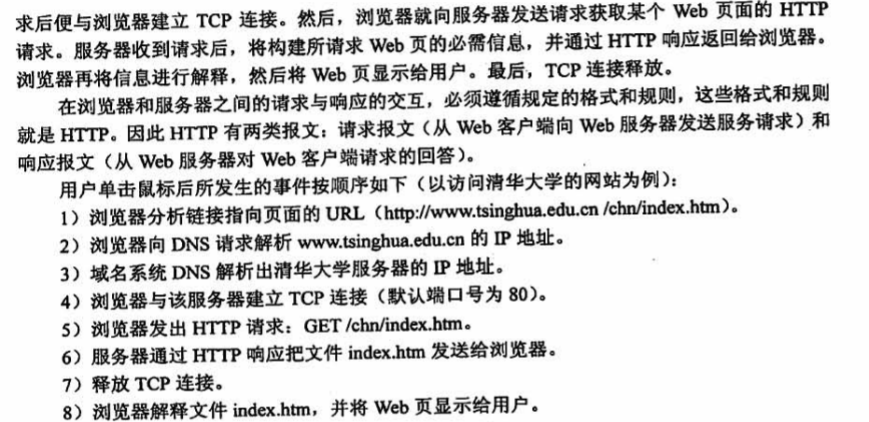 求后便与浏览器建立 TCP 连接。然后，浏览器就向服务器发送请求获取某个 Web 页面的 HTTP
请求。服务器收到请求后，将构建所请求 Web 页的必需信息，并通过 HTTP 响应返回给浏览器。
浏览器再将信息进行解释，然后将 Web 页显示给用户。最后，TCP 连接释放。
在浏览器和服务器之间的请求与响应的交互，必须遵循规定的格式和规则，这些格式和规则
就是 HTTP。因此 HTTP 有两类报文：请求报文（从 Web 客户端向 Web 服务器发送服务请求）和
响应报文（从 Web 服务器对 Web 客户端请求的回答）。
用户单击鼠标后所发生的事件按顺序如下（以访问清华大学的网站为例）：
1）浏览器分析链接指向页面的 URL（http://www.tsinghua.edu.cn /chn/index.htm）。
2）浏览器向 DNS 请求解析 www.tsinghua.edu.cn 的 IP 地址。
3）域名系统 DNS 解析出清华大学服务器的 IP 地址。
4）浏览器与该服务器建立 TCP 连接（默认端口号为 80）。
5）浏览器发出 HTTP 请求：GET /chn/index.htm。
6）服务器通过 HTTP 响应把文件 index.htm 发送给浏览器。
7）释放 TCP 连接。
8）浏览器解释文件 index.htm，并将 Web 页显示给用户。